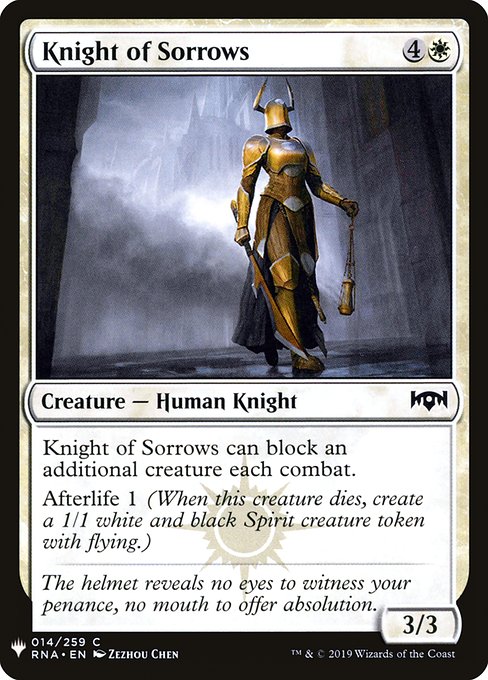 Knight of Sorrows 4
Creature — Human Knight
Knight of Sorrows can block an
additional creature each combat.
Afterlife 1 (When this creature dies, create
a 1/1 white and black Spirit creature token
with flying.)
The helmet reveals no eyes to witness your
penance, no mouth to offer absolution.
3/3
014/259 C
RNA • EN Zezhou Chen
™ & © 2019 Wizards of the Coast